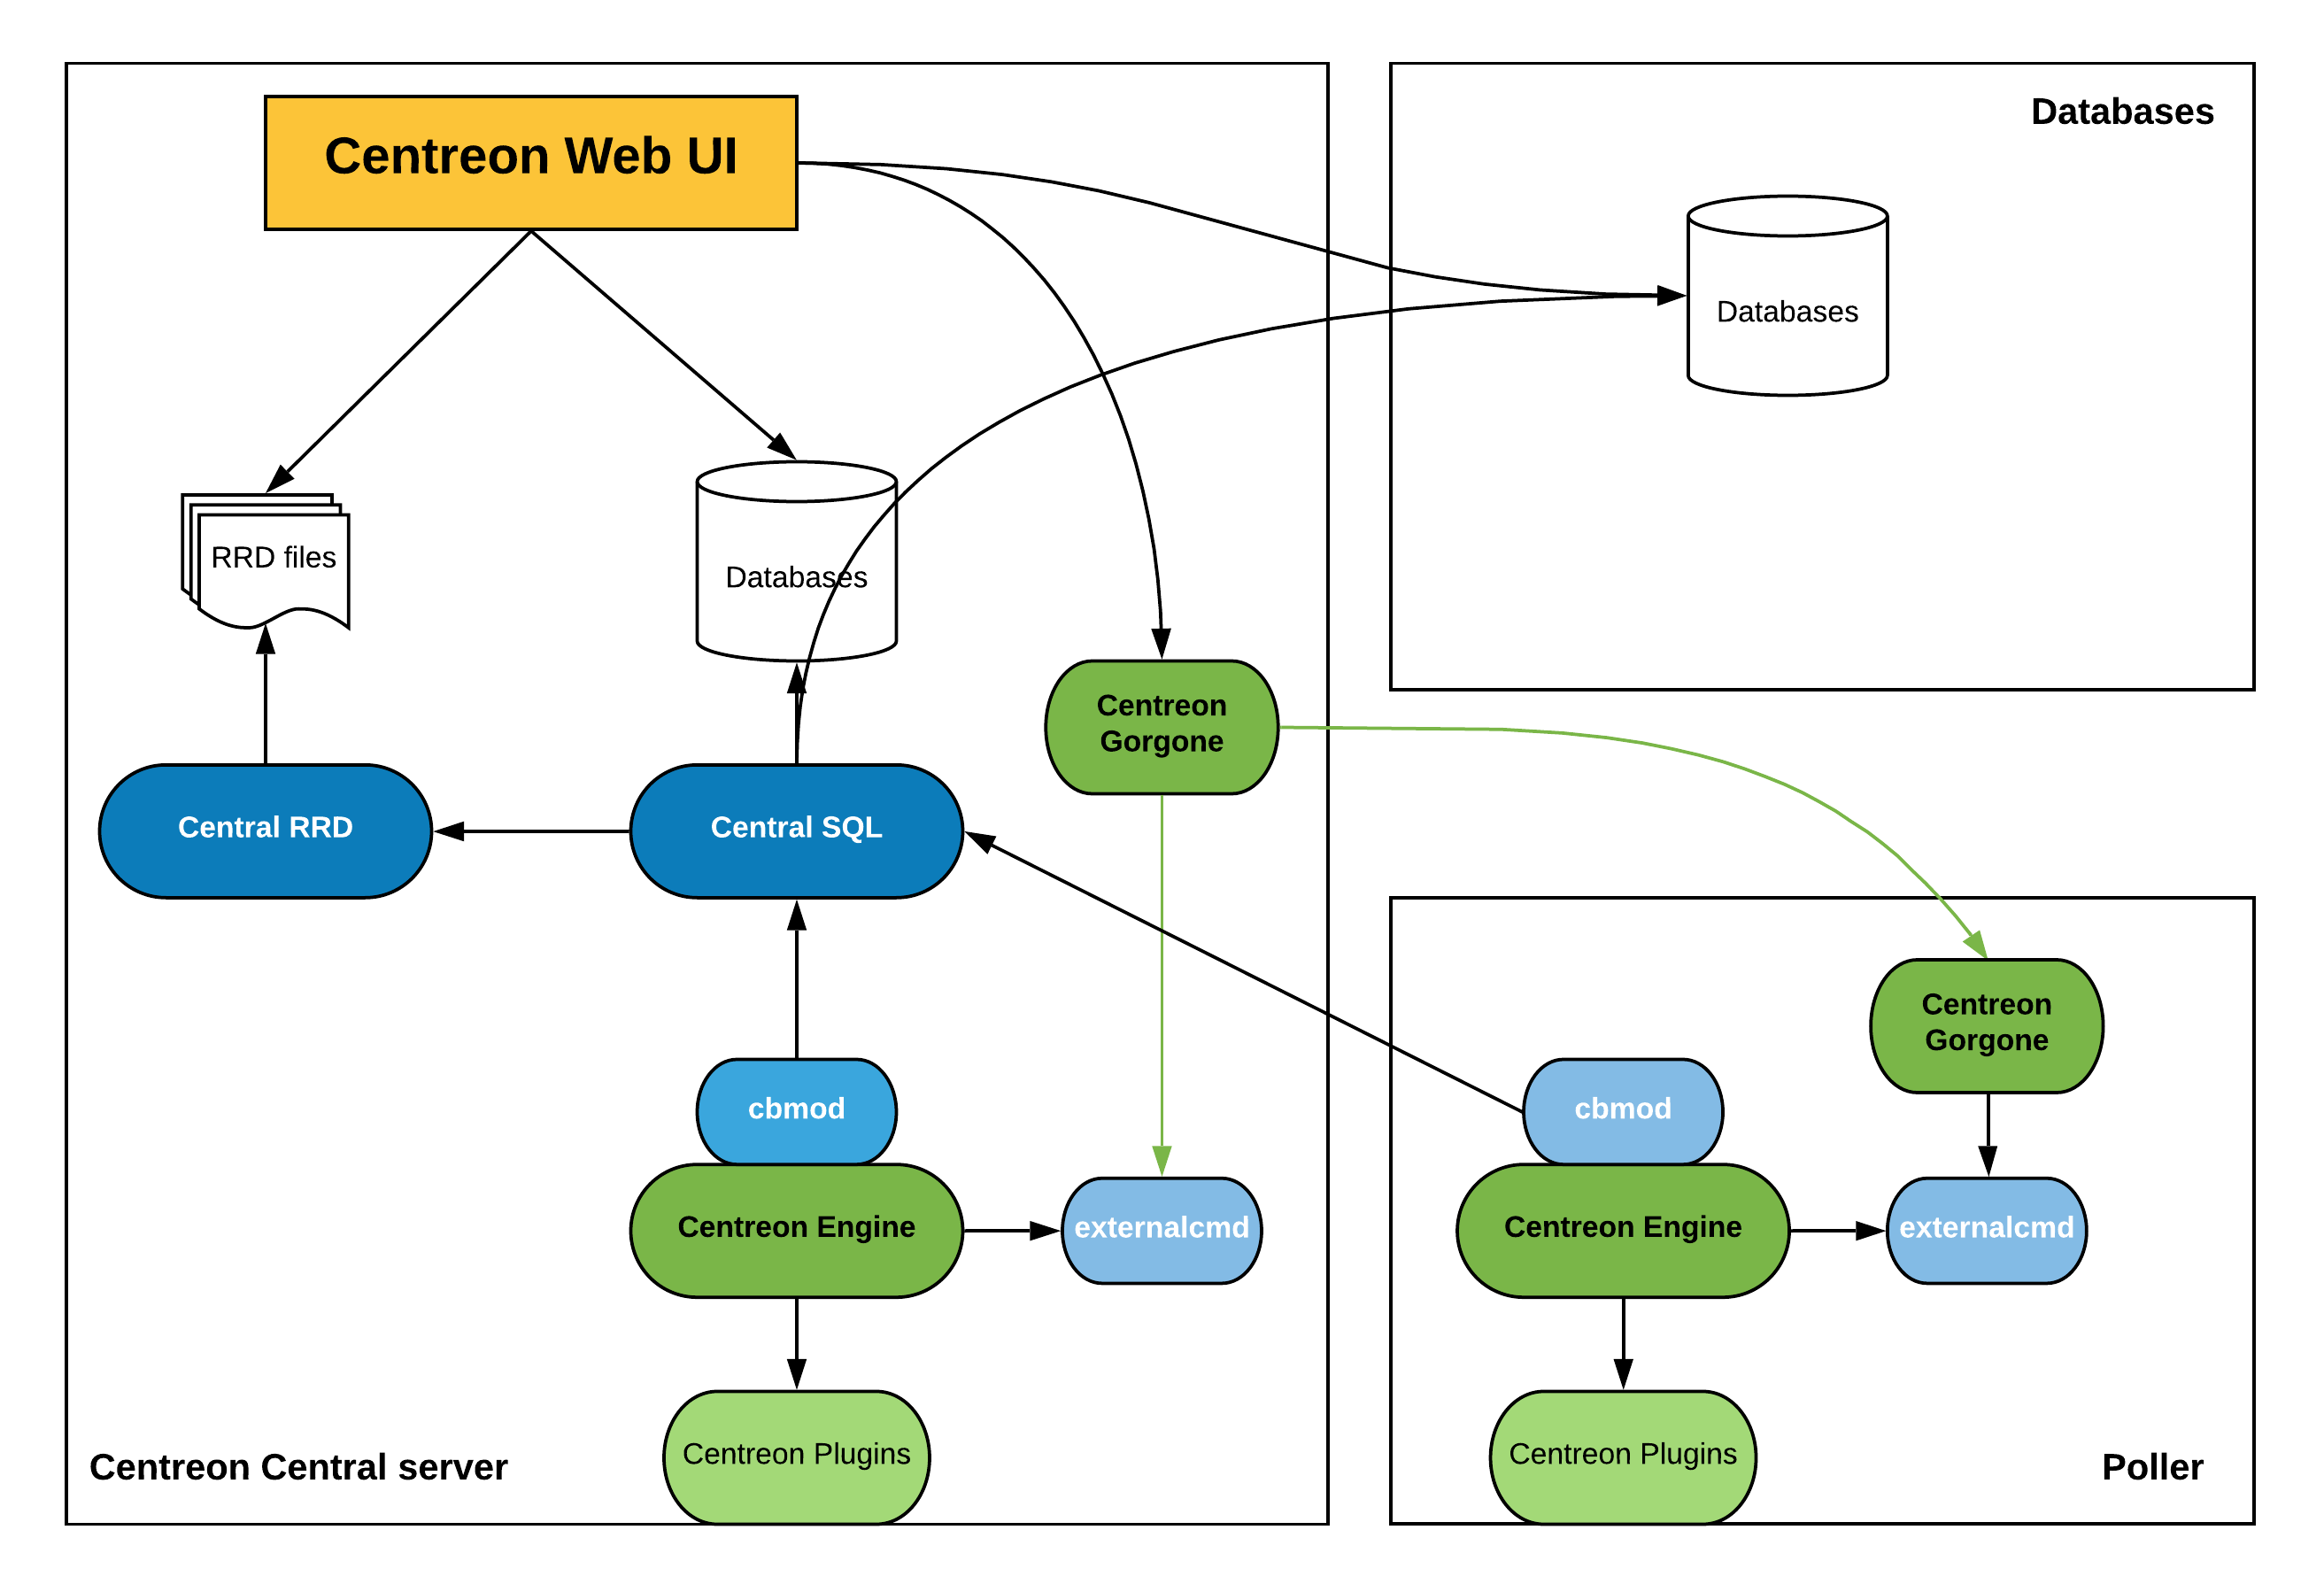 Centreon Web UI
Databases
Databases
RRD files
Databases
Centreon
Gorgone
Central RRD
Central SQL
Centreon
Gorgone
cbmod
cbmod
Centreon Engine
externalcmd
Centreon Engine
externalcmd
Centreon Plugins
Centreon Plugins
Centreon Central server
Poller